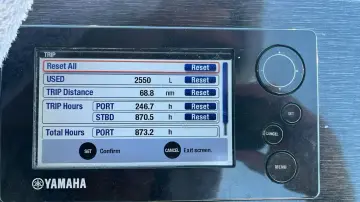 TRIP
Reset All Reset
USED 2550 L Reset
TRIP Distance 68.8 nm Reset
TRIP Hours PORT 246.7 h Reset
STBD 870.5 h Reset
Total Hours PORT 873.2 h
SET Confirm CANCEL Exit screen.
SET
CANCEL
MENU
YAMAHA